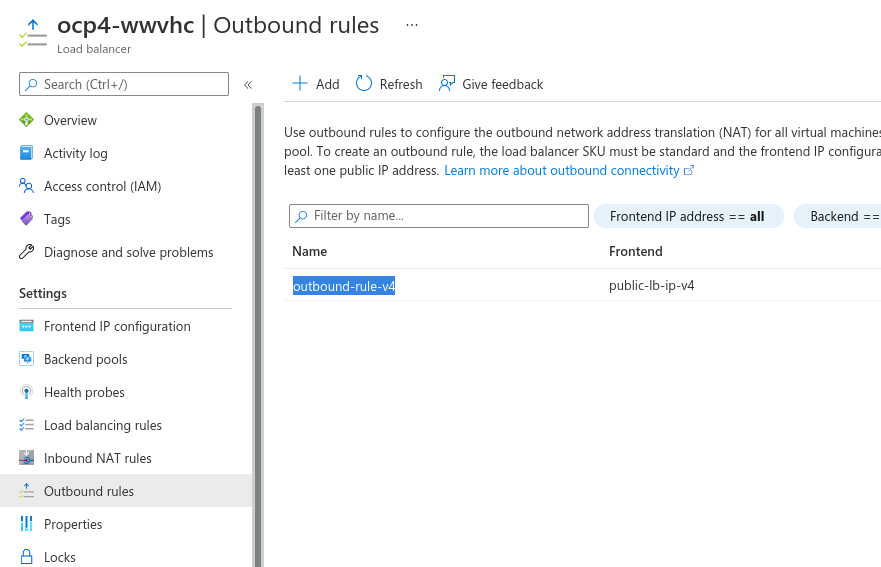 ocp4-wwvhc | Outbound rules ...
Load balancer
Search (Ctrl+/)
«
Overview
Activity log
Access control (IAM)
Tags
Diagnose and solve problems
Settings
Frontend IP configuration
Backend pools
Health probes
Load balancing rules
Inbound NAT rules
Outbound rules
Properties
Locks
Add Refresh Give feedback
Use outbound rules to configure the outbound network address translation (NAT) for all virtual machines
pool. To create an outbound rule, the load balancer SKU must be standard and the frontend IP configura
least one public IP address. Learn more about outbound connectivity
Filter by name... Frontend IP address == all Backend ==
Name Frontend
outbound-rule-v4 public-lb-ip-v4